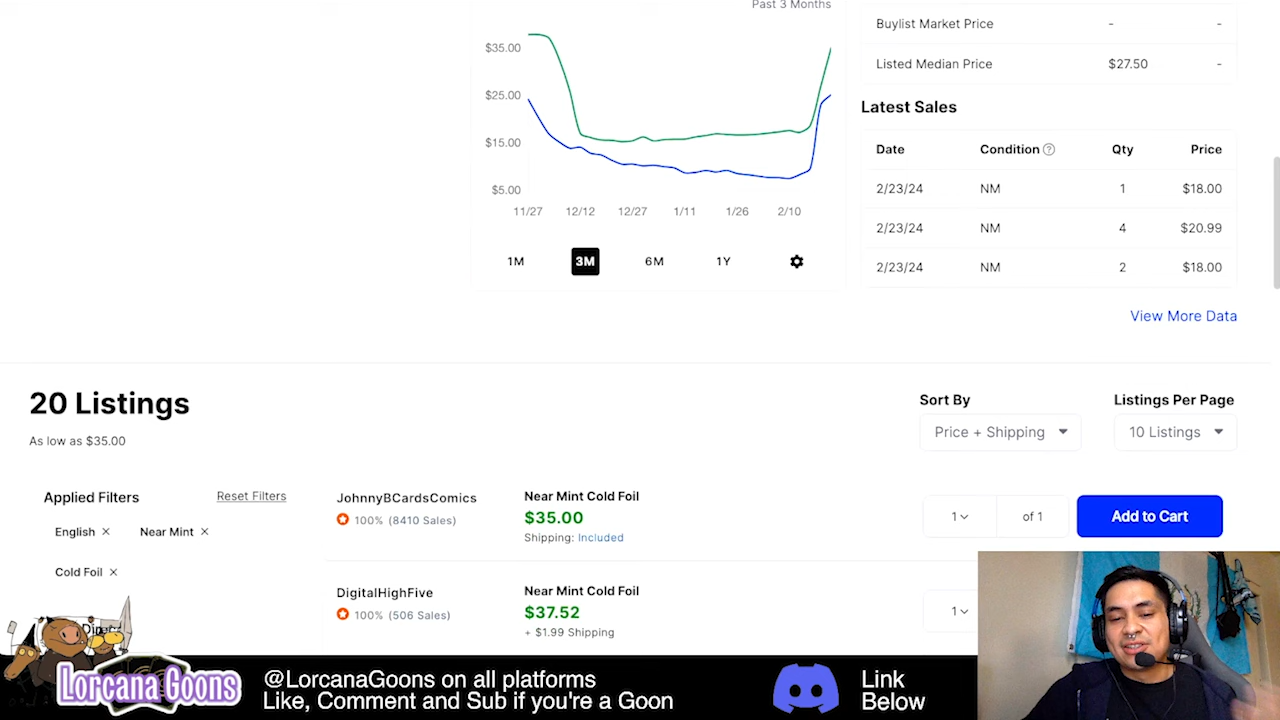 Past 3 Months
$35.00
$25.00
$15.00
$5.00
11/27 12/12 12/27 1/11 1/26 2/10
1M 3M 6M 1Y
Buylist Market Price - -
Listed Median Price $27.50 -
Latest Sales
Date Condition ? Qty Price
2/23/24 NM 1 $18.00
2/23/24 NM 4 $20.99
2/23/24 NM 2 $18.00
View More Data
20 Listings
As low as $35.00
Sort By
Price + Shipping
Listings Per Page
10 Listings
Applied Filters Reset Filters
English × Near Mint ×
Cold Foil ×
Direct
JohnnyBCardsComics
100% (8410 Sales)
Near Mint Cold Foil
$35.00
Shipping: Included
1 of 1
Add to Cart
DigitalHighFive
100% (506 Sales)
Near Mint Cold Foil
$37.52
+ $1.99 Shipping
1
Lorcana Goons
@LorcanaGoons on all platforms
Like, Comment and Sub if you're a Goon
Link
Below